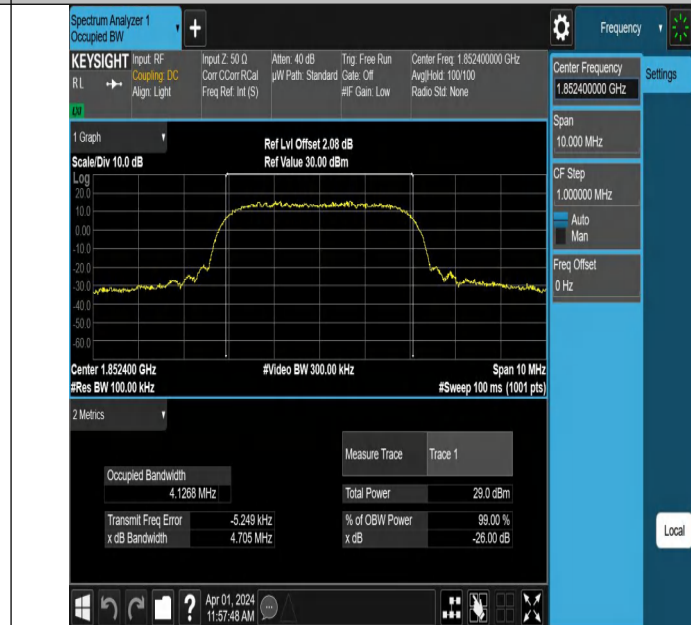 Spectrum Analyzer 1
Occupied BW
+
Frequency
KEYSIGHT
RL
Input: RF
Coupling: DC
Align: Light
Input Z: 50 Ω
Corr CCorr RCal
Freq Ref: Int (S)
Atten: 40 dB
µW Path: Standard
Trig: Free Run
Gate: Off
#IF Gain: Low
Center Freq: 1.852400000 GHz
Avg|Hold: 100/100
Radio Std: None
Center Frequency
1.852400000 GHz
Settings
Span
10.000 MHz
CF Step
1.000000 MHz
Auto
Man
Freq Offset
0 Hz
1 Graph
Scale/Div 10.0 dB
Ref Lvl Offset 2.08 dB
Ref Value 30.00 dBm
Log
20.0
10.0
0.00
-10.0
-20.0
-30.0
-40.0
-50.0
-60.0
Center 1.852400 GHz
#Res BW 100.00 kHz
#Video BW 300.00 kHz
Span 10 MHz
#Sweep 100 ms (1001 pts)
2 Metrics
Measure Trace Trace 1
Occupied Bandwidth
4.1268 MHz
Total Power 29.0 dBm
Transmit Freq Error -5.249 kHz
% of OBW Power 99.00 %
x dB Bandwidth 4.705 MHz
x dB -26.00 dB
Local
?
Apr 01, 2024
11:57:48 AM